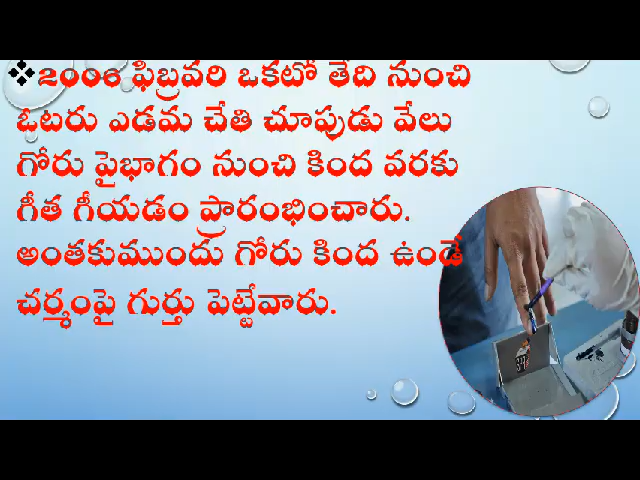 ❖2006 ఫిబ్రవరి ఒకటో తేది నుంచి
ఓటరు ఎడమ చేతి చూపుడు వేలు
గోరు పైభాగం నుంచి కింద వరకు
గీత గీయడం ప్రారంభించారు.
అంతకుముందు గోరు కింద ఉండే
చర్మంపై గుర్తు పెట్టేవారు.